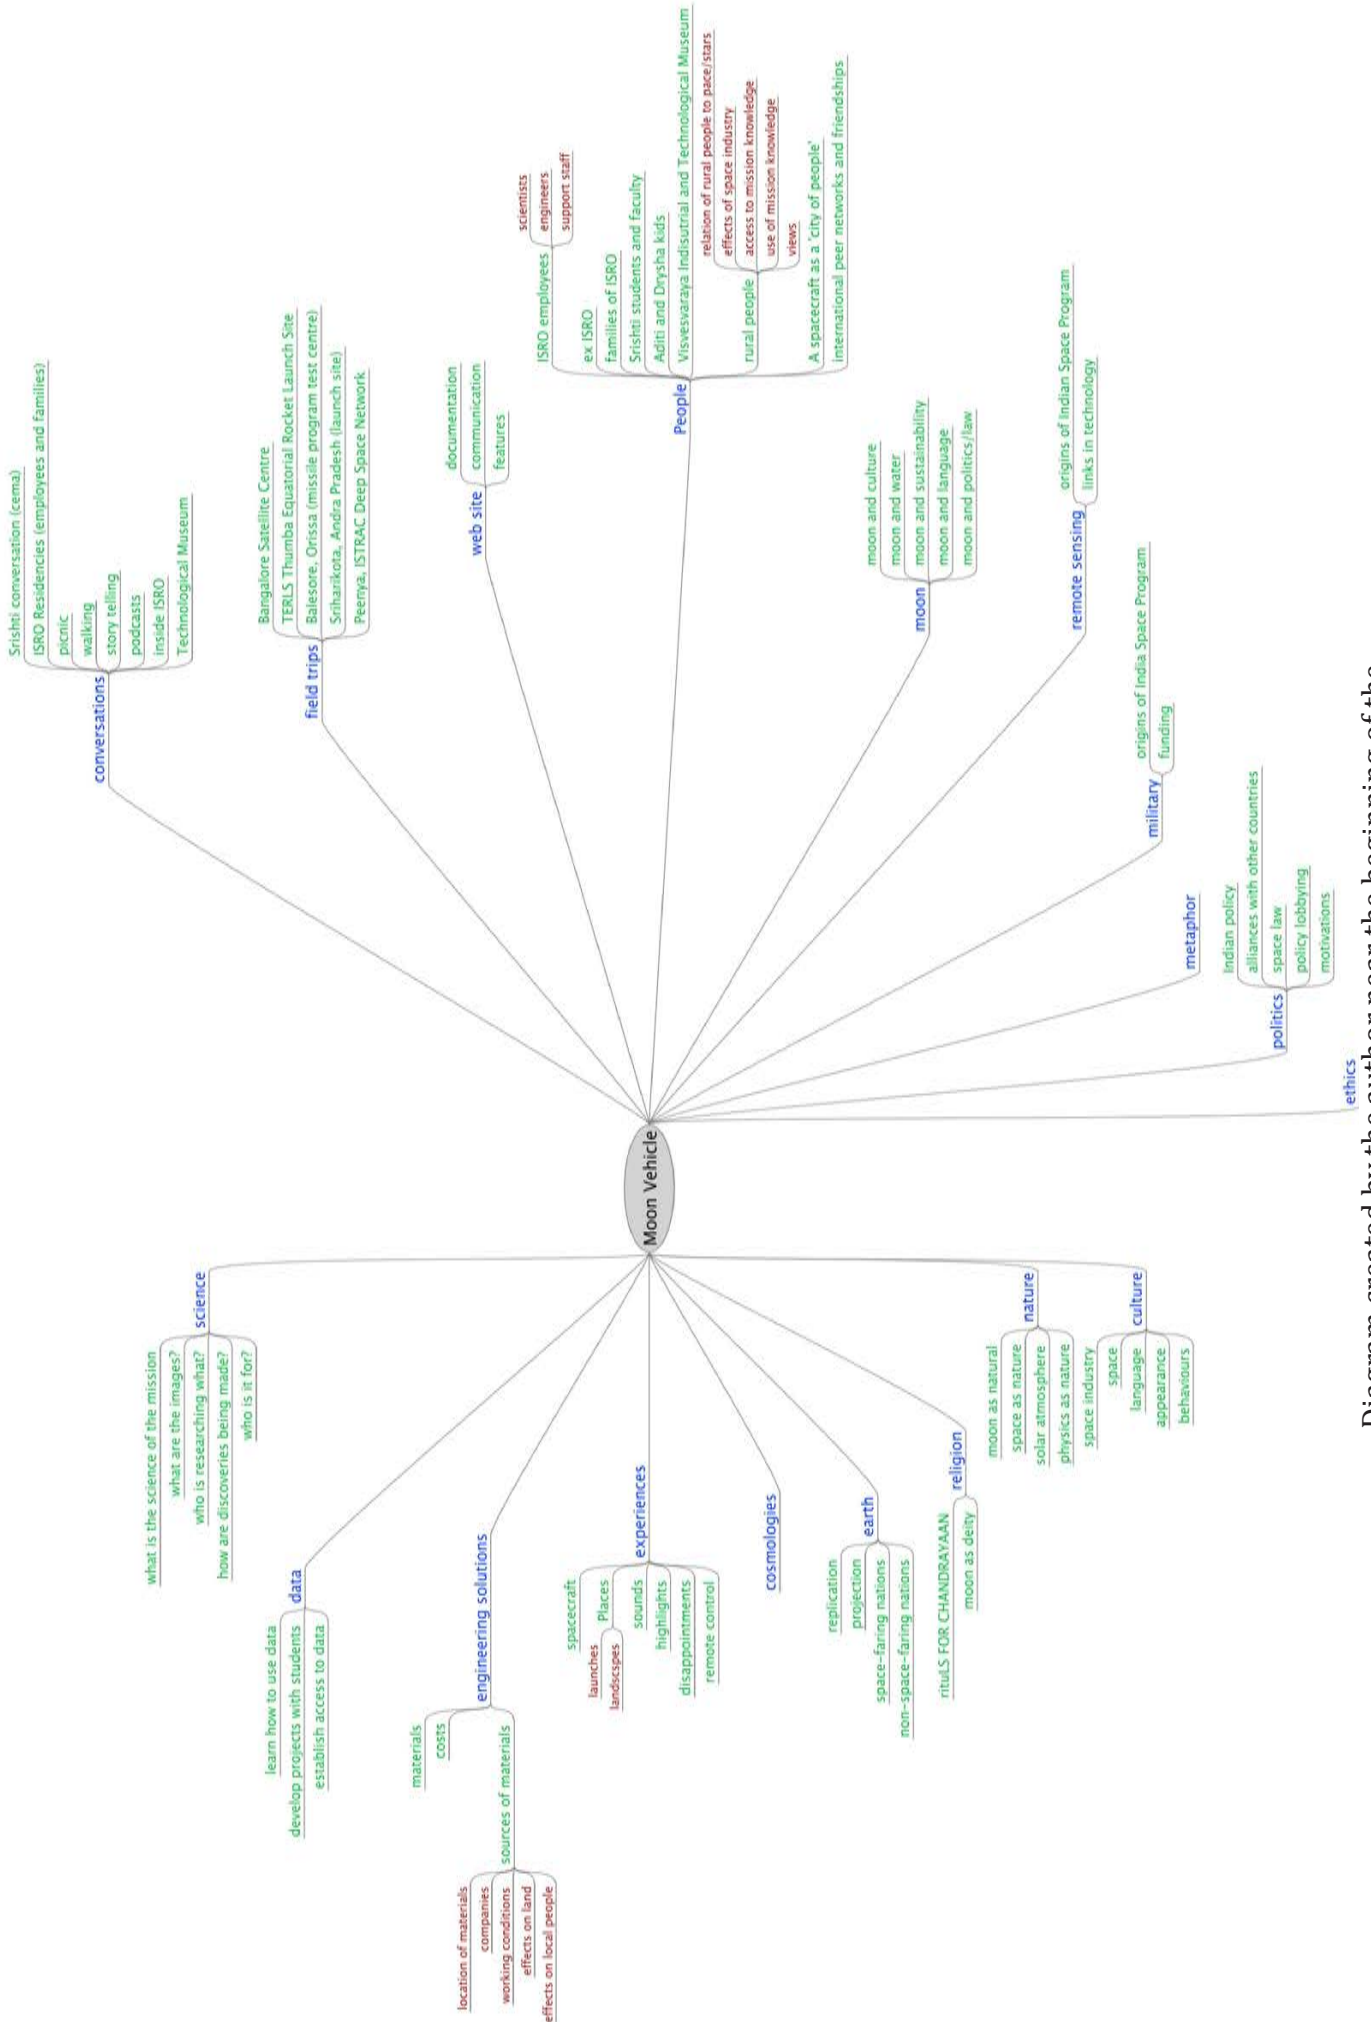 Moon Vehicle
conversations
Srishti conversation (cema)
ISRO Residencies (employees and families)
picnic
walking
story telling
podcasts
inside ISRO
Technological Museum
field trips
Bangalore Satellite Centre
TERLS Thumba Equatorial Rocket Launch Site
Balesore, Orissa (missile program test centre)
Sriharikota, Andra Pradesh (launch site)
Peenya, ISTRAC Deep Space Network
web site
documentation
communication
features
People
ISRO employees
scientists
engineers
support staff
ex ISRO
families of ISRO
Srishti students and faculty
Aditi and Drysha kids
Visvesvaraya Indisutrial and Technological Museum
rural people
relation of rural people to pace/stars
effects of space industry
access to mission knowledge
use of mission knowledge
views
A spacecraft as a 'city of people'
international peer networks and friendships
moon
moon and culture
moon and water
moon and sustainability
moon and language
moon and politics/law
remote sensing
origins of Indian Space Program
links in technology
military
origins of India Space Program
funding
metaphor
politics
Indian policy
alliances with other countries
space law
policy lobbying
motivations
ethics
science
what is the science of the mission
what are the images?
who is researching what?
how are discoveries being made?
who is it for?
data
learn how to use data
develop projects with students
establish access to data
engineering solutions
materials
costs
sources of materials
location of materials
companies
working conditions
effects on land
effects on local people
experiences
spacecraft
Places
launches
landscspes
sounds
highlights
disappointments
remote control
cosmologies
earth
replication
projection
space-faring nations
non-space-faring nations
religion
rituLS FOR CHANDRAYAAN
moon as deity
nature
moon as natural
space as nature
solar atmosphere
physics as nature
culture
space industry
space
language
appearance
behaviours
Diagram created by the author near the beginning of the